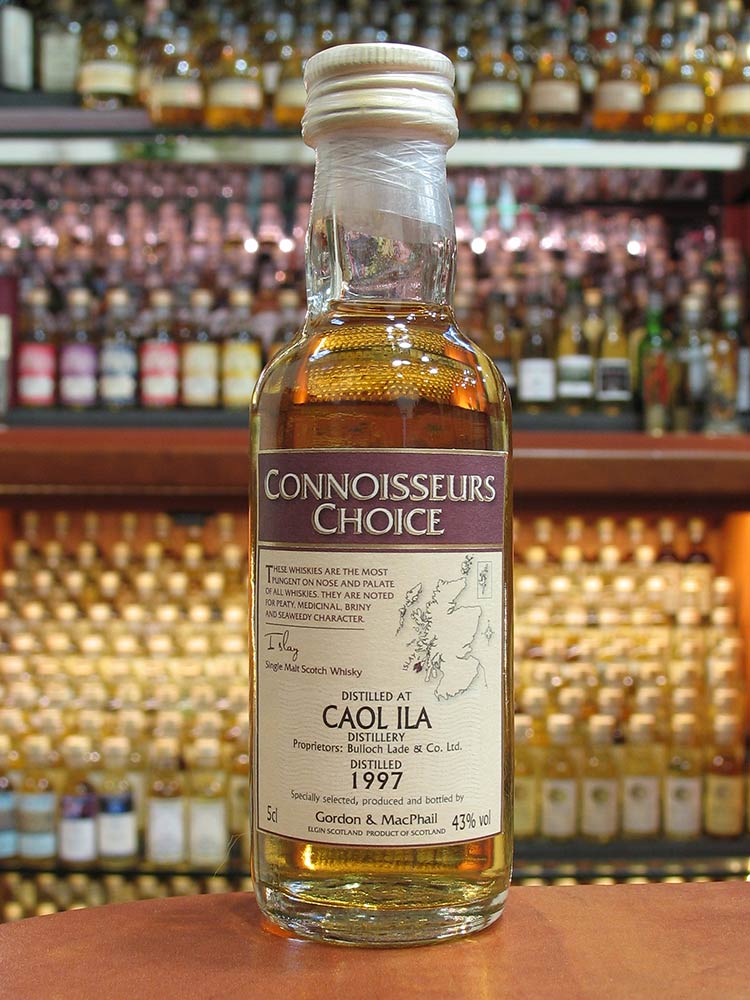 CONNOISSEURS
CHOICE
THESE WHISKIES ARE THE MOST
PUNGENT ON NOSE AND PALATE
OF ALL WHISKIES. THEY ARE NOTED
FOR PEATY, MEDICINAL, BRINY
AND SEAWEEDY CHARACTER.
Islay
Single Malt Scotch Whisky
DISTILLED AT
CAOL ILA
DISTILLERY
Proprietors: Bulloch Lade & Co. Ltd.
DISTILLED
1997
Specially selected, produced and bottled by
5cl Gordon & MacPhail 43% vol
ELGIN SCOTLAND PRODUCT OF SCOTLAND